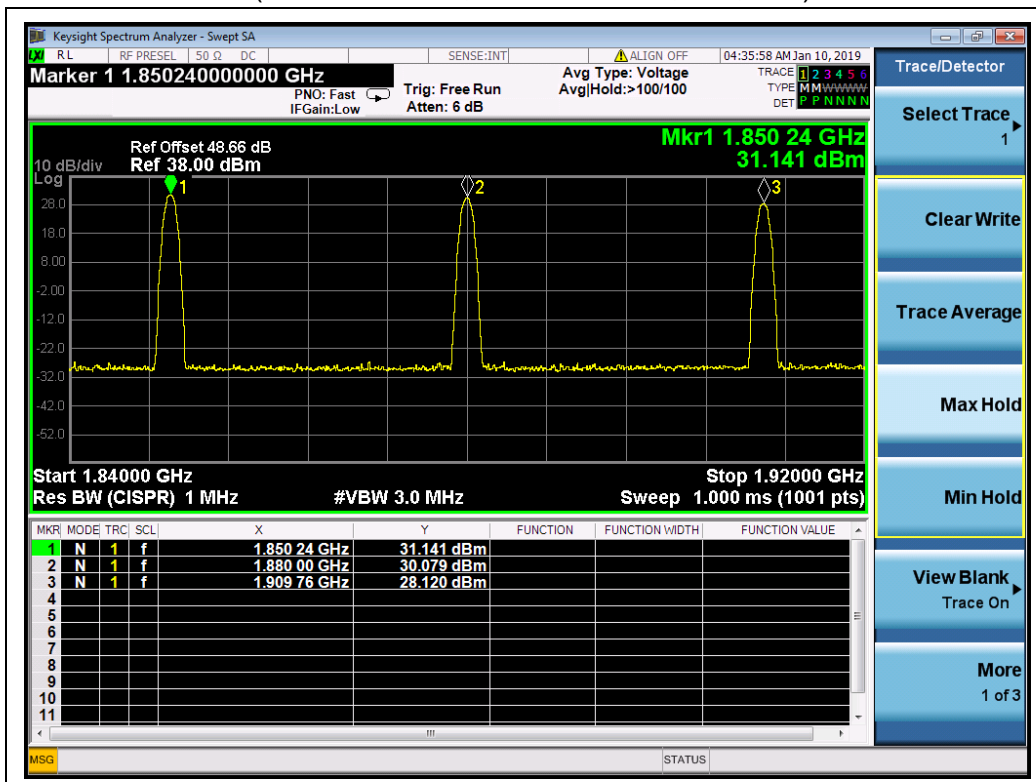 Keysight Spectrum Analyzer - Swept SA
LXI RL RF PRESEL 50 Ω DC SENSE:INT ALIGN OFF 04:35:58 AM Jan 10, 2019
Marker 1 1.850240000000 GHz
PNO: Fast
IFGain:Low
Trig: Free Run
Atten: 6 dB
Avg Type: Voltage
Avg|Hold:>100/100
TRACE 1 2 3 4 5 6
TYPE M M W W W W
DET P P N N N N
Ref Offset 48.66 dB
10 dB/div Ref 38.00 dBm
Mkr1 1.850 24 GHz
31.141 dBm
Log
1 2 3
28.0
18.0
8.00
-2.00
-12.0
-22.0
-32.0
-42.0
-52.0
Start 1.84000 GHz Stop 1.92000 GHz
Res BW (CISPR) 1 MHz #VBW 3.0 MHz Sweep 1.000 ms (1001 pts)
MKR MODE TRC SCL X Y FUNCTION FUNCTION WIDTH FUNCTION VALUE
1 N 1 f 1.850 24 GHz 31.141 dBm
2 N 1 f 1.880 00 GHz 30.079 dBm
3 N 1 f 1.909 76 GHz 28.120 dBm
4
5
6
7
8
9
10
11
MSG STATUS
Trace/Detector
Select Trace
1
Clear Write
Trace Average
Max Hold
Min Hold
View Blank
Trace On
More
1 of 3